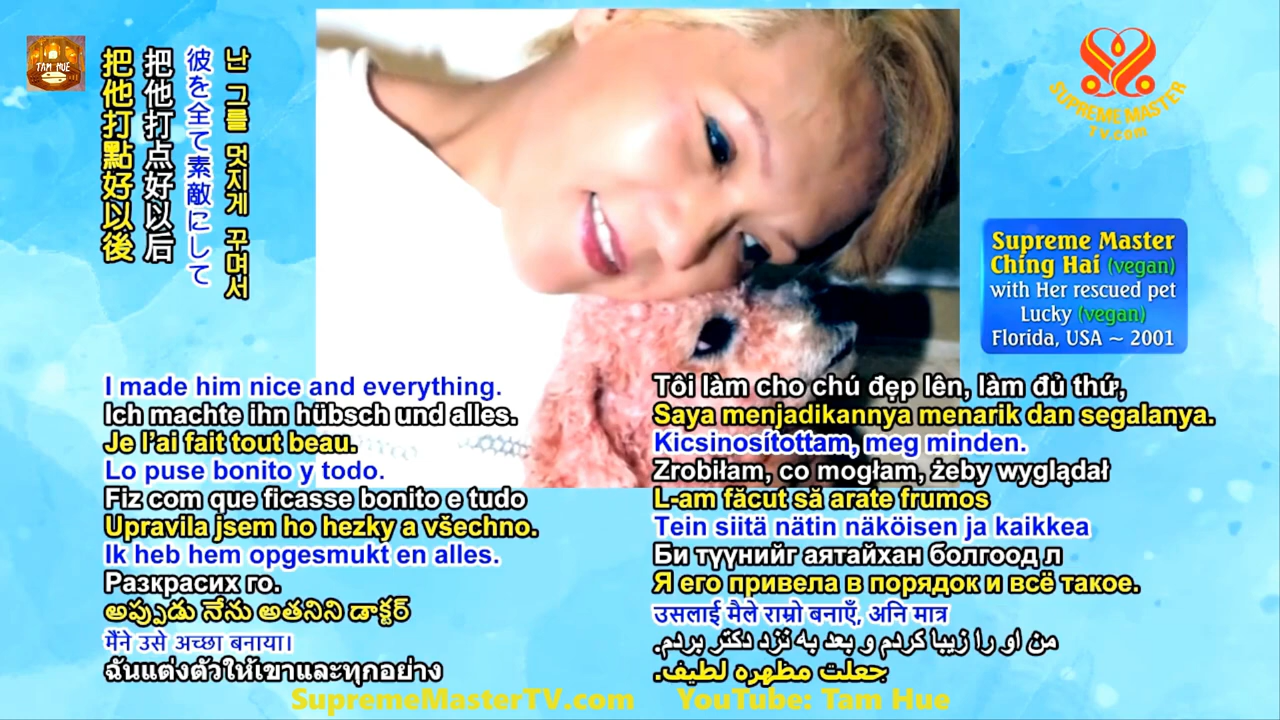 TAM HUE
把他打點好以後
把他打点好以后
彼を全て素敵にして
난 그를 멋지게 꾸며서
SUPREME MASTER
TV.com
Supreme Master
Ching Hai (vegan)
with Her rescued pet
Lucky (vegan)
Florida, USA ~ 2001
I made him nice and everything.
Ich machte ihn hübsch und alles.
Je l’ai fait tout beau.
Lo puse bonito y todo.
Fiz com que ficasse bonito e tudo
Upravila jsem ho hezky a všechno.
Ik heb hem opgesmukt en alles.
Разкрасих го.
అప్పుడు నేను అతనిని డాక్టర్
मैंने उसे अच्छा बनाया।
ฉันแต่งตัวให้เขาและทุกอย่าง
Tôi làm cho chú đẹp lên, làm đủ thứ,
Saya menjadikannya menarik dan segalanya.
Kicsinosítottam, meg minden.
Zrobiłam, co mogłam, żeby wyglądał
L-am făcut să arate frumos
Tein siitä nätin näköisen ja kaikkea
Би түүнийг аятайхан болгоод л
Я его привела в порядок и всё такое.
उसलाई मैले राम्रो बनाएँ, अनि मात्र
من او را زیبا کردم و بعد به نزد دکتر بردم.
جعلت مظهره لطيف.
SupremeMasterTV.com
YouTube: Tam Hue